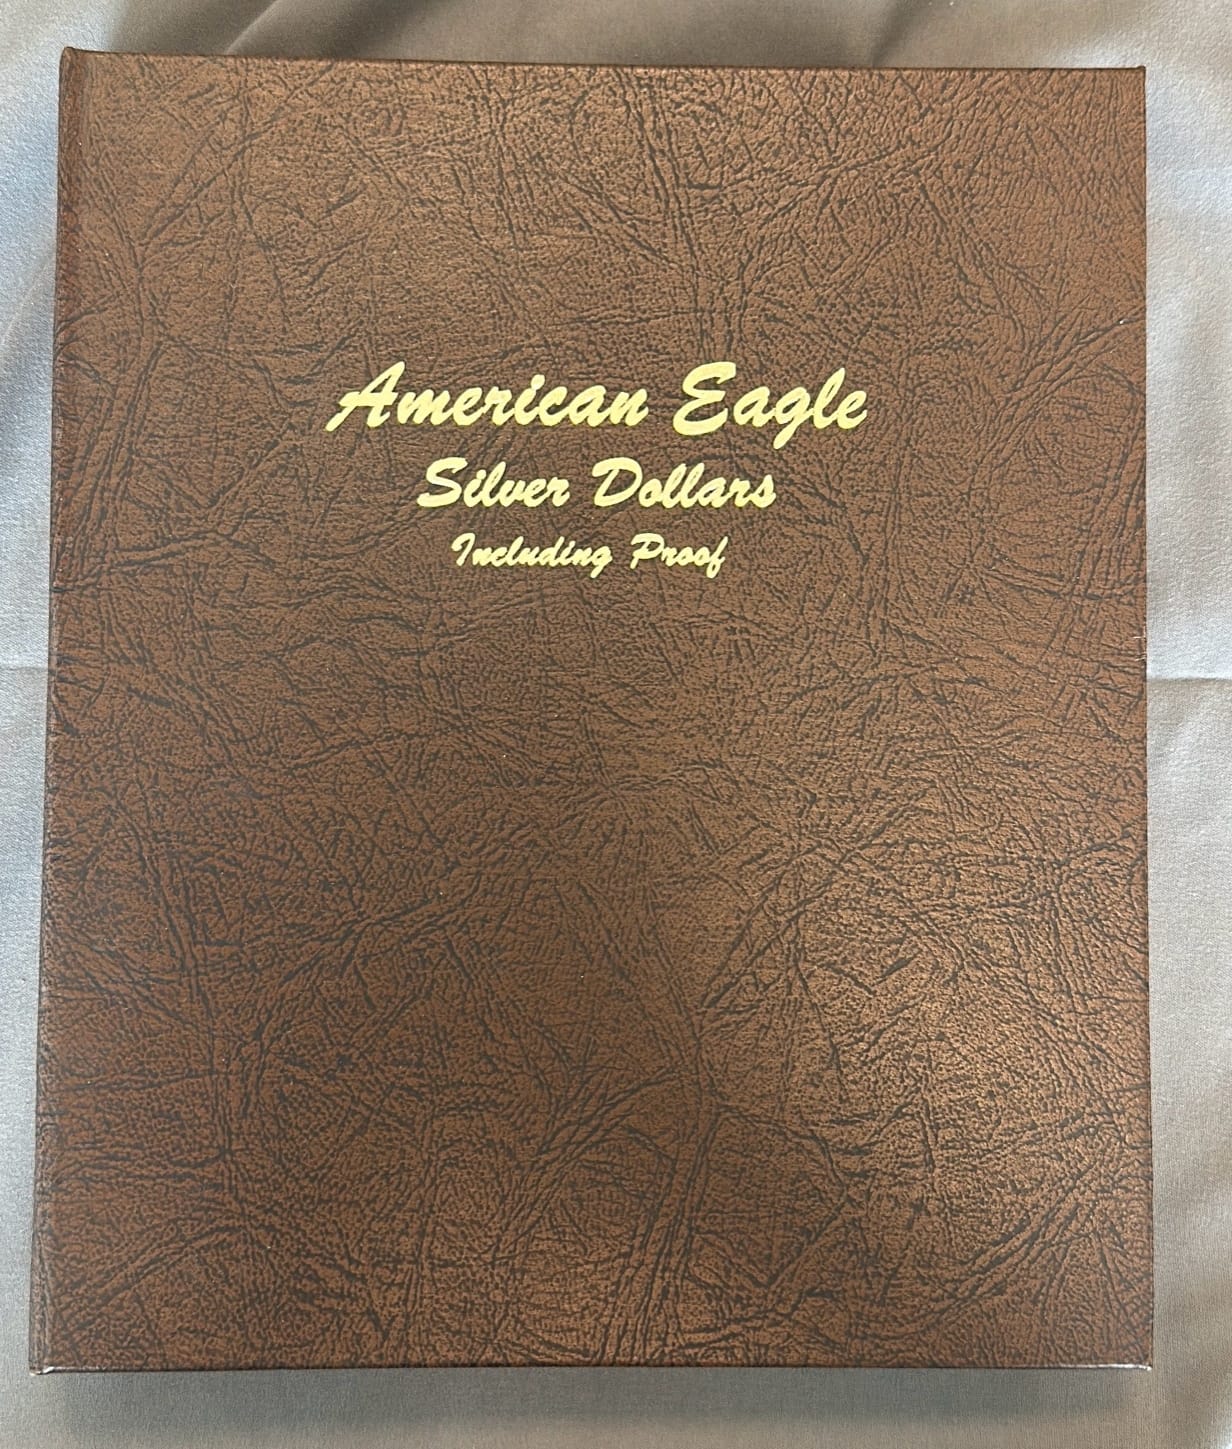 American Eagle
Silver Dollars
Including Proof